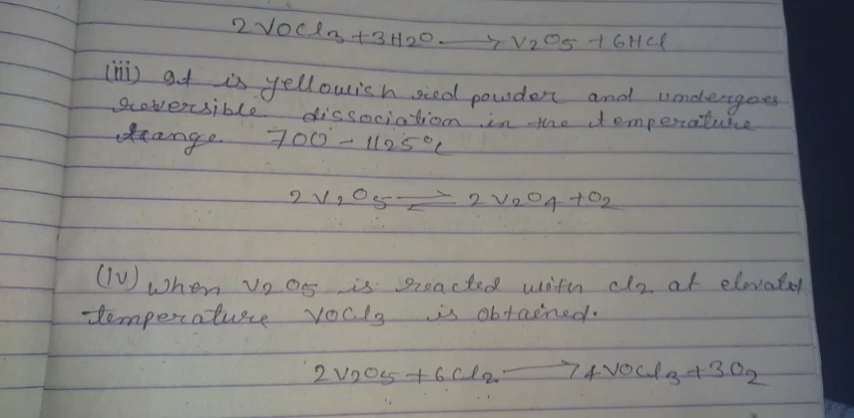 2VOCl3 + 3H2O → V2O5 + 6HCl
(iii) It is yellowish red powder and undergoes
reversible dissociation in the temperature
range 700 - 1125°C
2V2O5 ⇌ 2V2O4 + O2
(iv) When V2O5 is reacted with cl2 at elevated
temperature VOCl3 is obtained.
2V2O5 + 6Cl2 → 4VOCl3 + 3O2